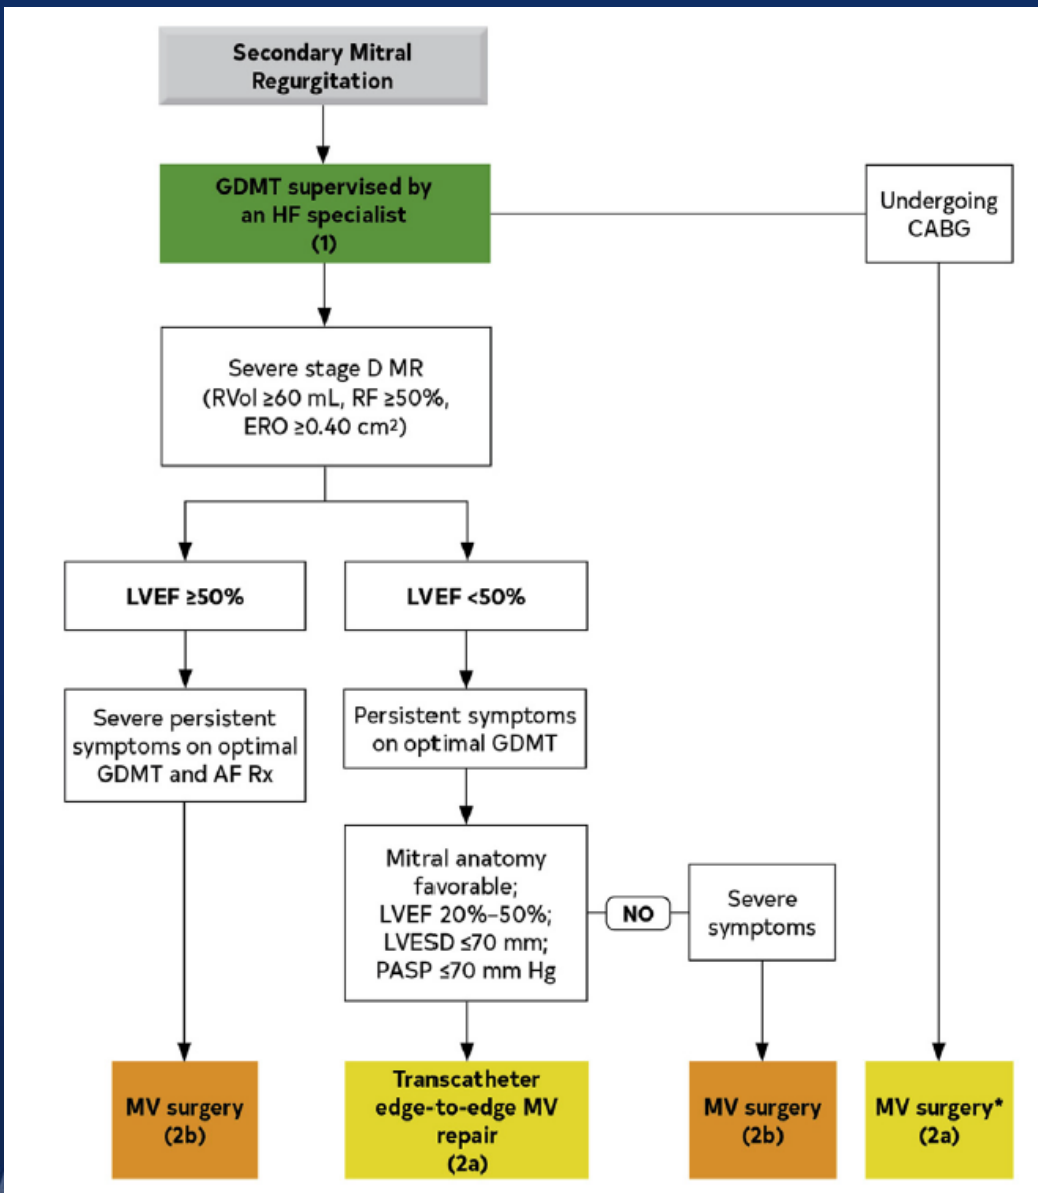 Secondary Mitral
Regurgitation
GDMT supervised by
an HF specialist
(1)
Undergoing
CABG
Severe stage D MR
(RVol ≥60 mL, RF ≥50%,
ERO ≥0.40 cm²)
LVEF ≥50%
LVEF <50%
Severe persistent
symptoms on optimal
GDMT and AF Rx
Persistent symptoms
on optimal GDMT
Mitral anatomy
favorable;
LVEF 20%–50%;
LVESD ≤70 mm;
PASP ≤70 mm Hg
NO
Severe
symptoms
MV surgery
(2b)
Transcatheter
edge-to-edge MV
repair
(2a)
MV surgery
(2b)
MV surgery*
(2a)